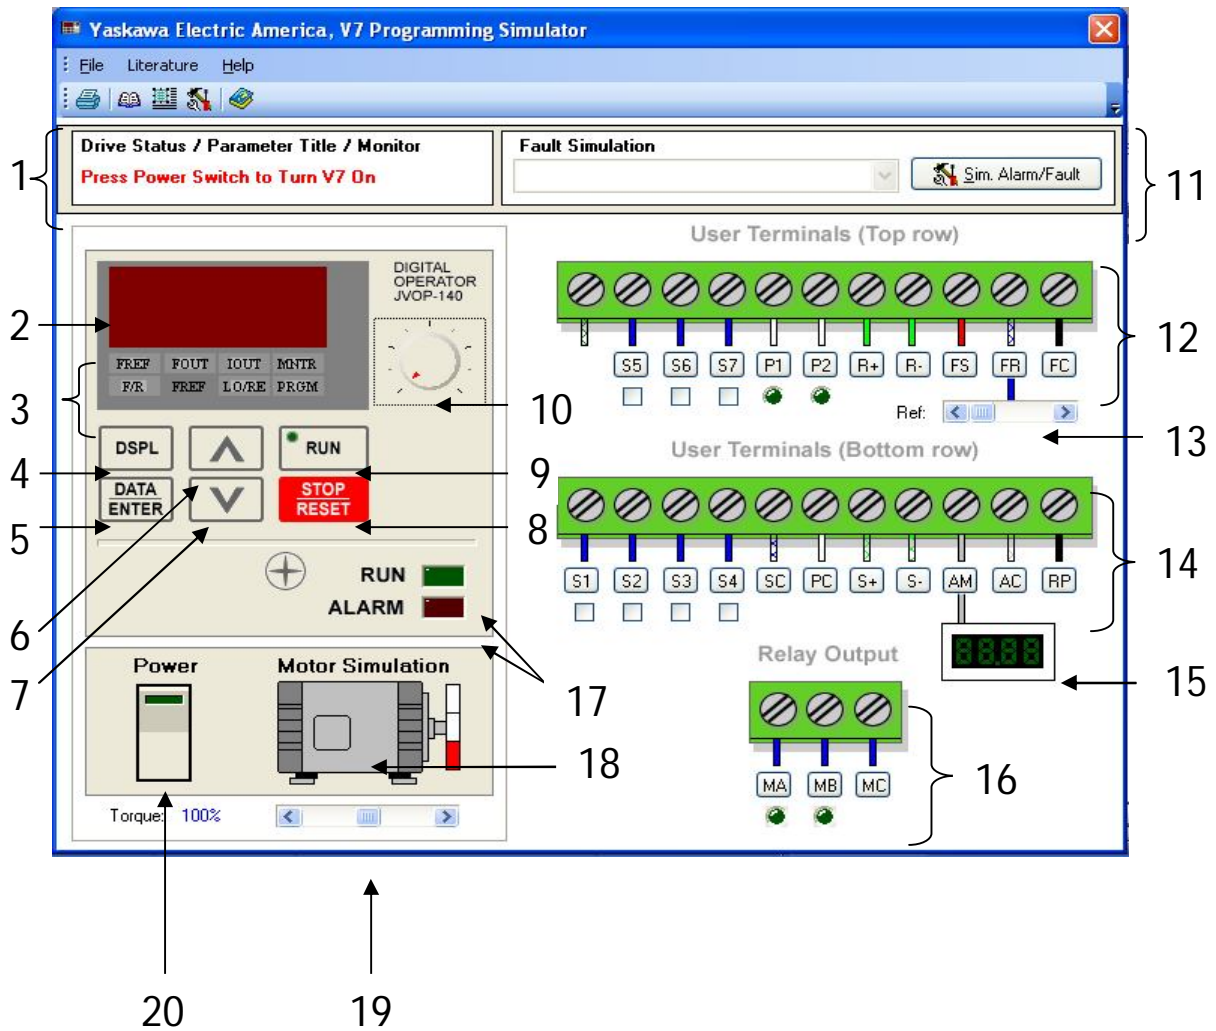 Yaskawa Electric America, V7 Programming Simulator
File Literature Help
Drive Status / Parameter Title / Monitor
Press Power Switch to Turn V7 On
Fault Simulation
Sim. Alarm/Fault
1
11
User Terminals (Top row)
DIGITAL
OPERATOR
JVOP-140
2
FREF FOUT IOUT MNTR
F/R FREF LO/RE PRGM
3
10
S5 S6 S7 P1 P2 R+ R- FS FR FC
12
Ref:
13
DSPL
RUN
4
9
DATA
ENTER
STOP
RESET
5
8
User Terminals (Bottom row)
S1 S2 S3 S4 SC PC S+ S- AM AC RP
14
RUN
ALARM
6
7
88.88
15
Power
Motor Simulation
17
18
Relay Output
MA MB MC
16
Torque: 100%
20
19